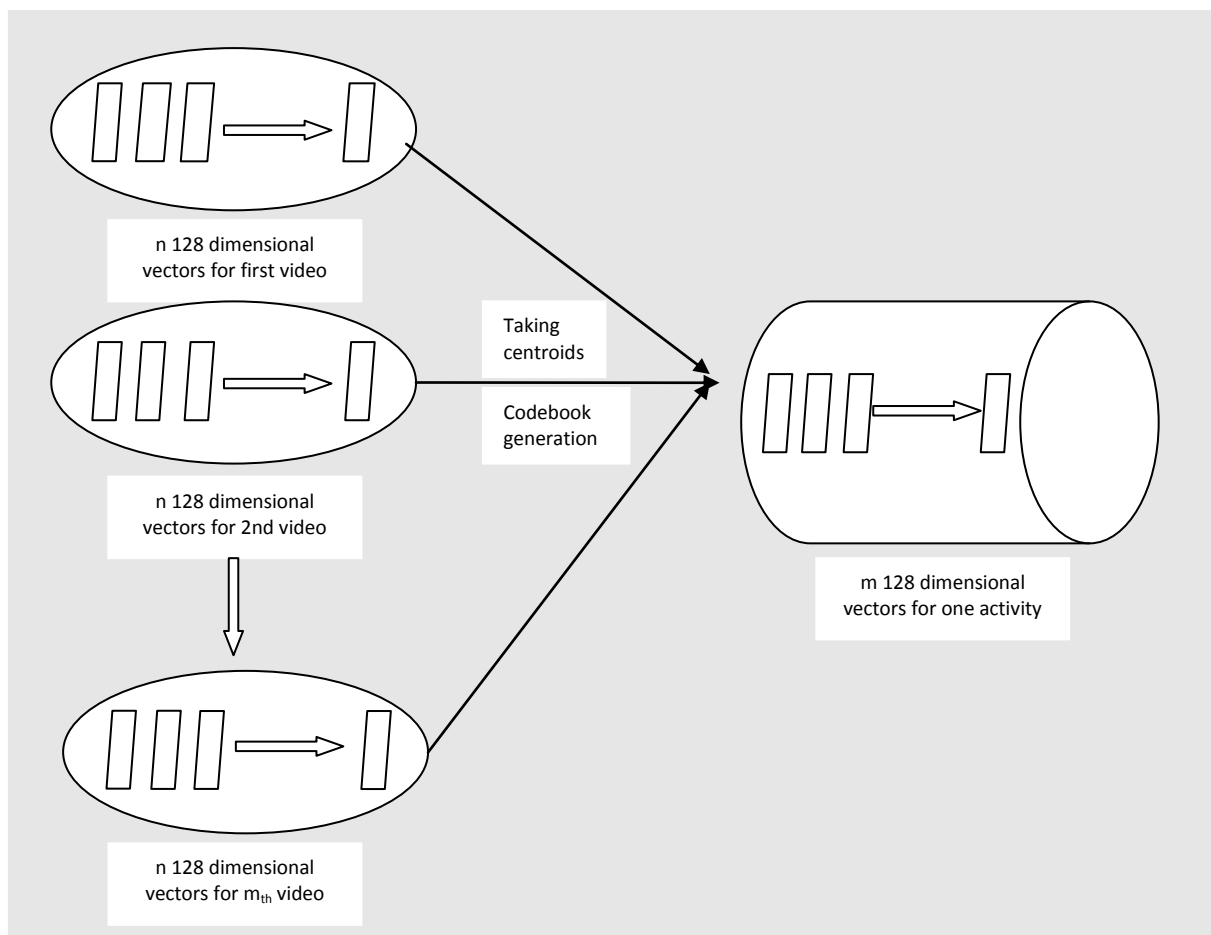 n 128 dimensional
vectors for first video
Taking
centroids
Codebook
generation
n 128 dimensional
vectors for 2nd video
m 128 dimensional
vectors for one activity
n 128 dimensional
vectors for mth video